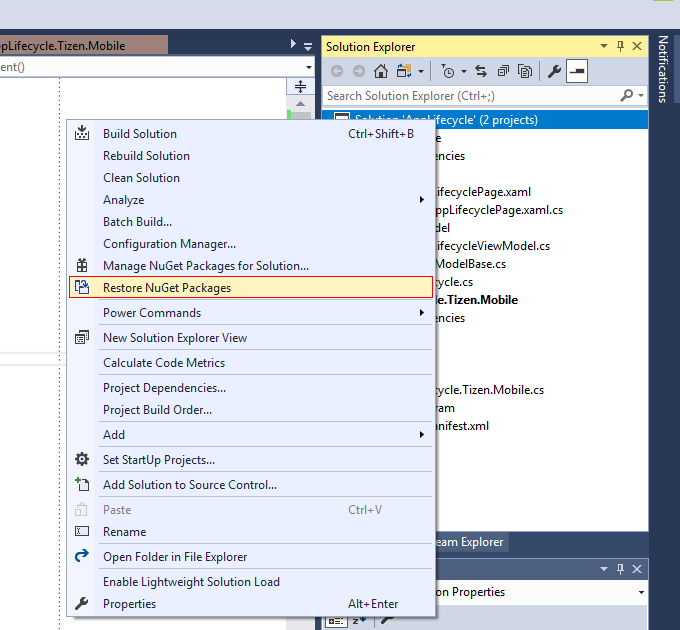 pLifecycle.Tizen.Mobile
ent()
Solution Explorer
Search Solution Explorer (Ctrl+;)
Solution 'AppLifecycle' (2 projects)
Build Solution Ctrl+Shift+B
Rebuild Solution
Clean Solution
Analyze
Batch Build...
Configuration Manager...
Manage NuGet Packages for Solution...
Restore NuGet Packages
Power Commands
New Solution Explorer View
Calculate Code Metrics
Project Dependencies...
Project Build Order...
Add
Set StartUp Projects...
Add Solution to Source Control...
Paste Ctrl+V
Rename
Open Folder in File Explorer
Enable Lightweight Solution Load
Properties Alt+Enter
e
encies
ifecyclePage.xaml
ppLifecyclePage.xaml.cs
del
ifecycleViewModel.cs
ModelBase.cs
ycle.cs
e.Tizen.Mobile
encies
ycle.Tizen.Mobile.cs
ram
anifest.xml
eam Explorer
on Properties
Notifications